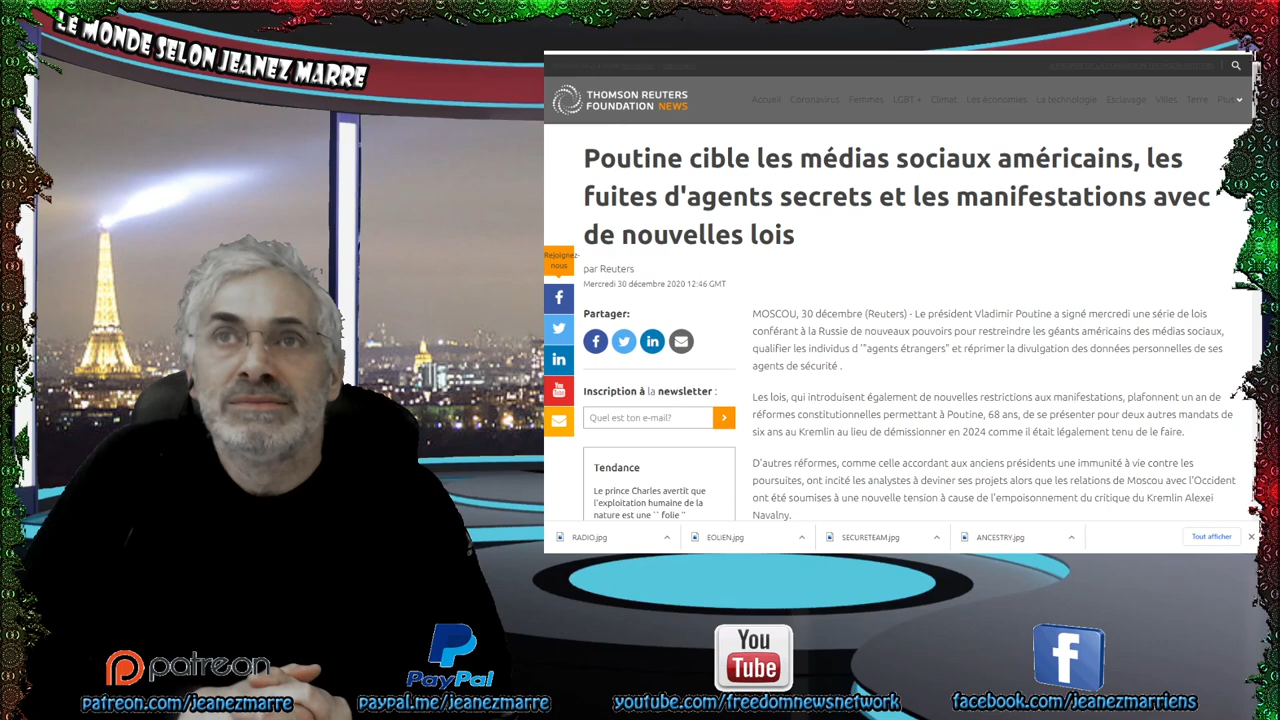 LE MONDE SELON JEANEZ MARRE
THOMSON REUTERS
FOUNDATION NEWS
Accueil Coronavirus Femmes LGBT + Climat Les économies La technologie Esclavage Villes Terre Plus
Poutine cible les médias sociaux américains, les
fuites d'agents secrets et les manifestations avec
de nouvelles lois
Rejoignez-
nous
par Reuters
Mercredi 30 décembre 2020 12:46 GMT
Partager:
Inscription à la newsletter :
Quel est ton e-mail?
Tendance
Le prince Charles avertit que
l'exploitation humaine de la
nature est une `` folie ''
MOSCOU, 30 décembre (Reuters) - Le président Vladimir Poutine a signé mercredi une série de lois
conférant à la Russie de nouveaux pouvoirs pour restreindre les géants américains des médias sociaux,
qualifier les individus d '"agents étrangers" et réprimer la divulgation des données personnelles de ses
agents de sécurité .
Les lois, qui introduisent également de nouvelles restrictions aux manifestations, plafonnent un an de
réformes constitutionnelles permettant à Poutine, 68 ans, de se présenter pour deux autres mandats de
six ans au Kremlin au lieu de démissionner en 2024 comme il était légalement tenu de le faire.
D'autres réformes, comme celle accordant aux anciens présidents une immunité à vie contre les
poursuites, ont incité les analystes à deviner ses projets alors que les relations de Moscou avec l'Occident
ont été soumises à une nouvelle tension à cause de l'empoisonnement du critique du Kremlin Alexei
Navalny.
RADIO.jpg
EOLIEN.jpg
SECURETEAM.jpg
ANCESTRY.jpg
Tout afficher
patreon
PayPal
You
Tube
patreon.com/jeanezmarre
paypal.me/jeanezmarre
youtube.com/freedomnewsnetwork
facebook.com/jeanezmarriens